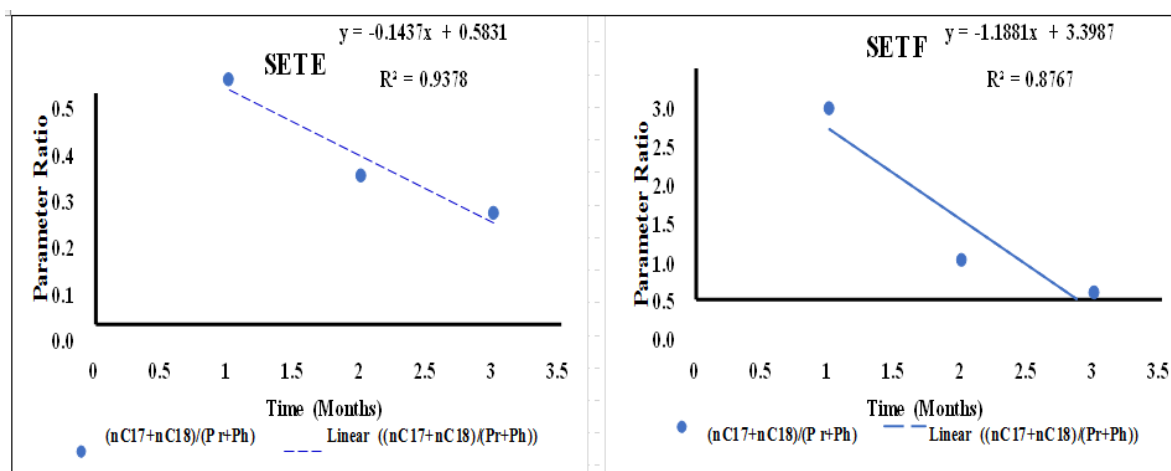 y = -0.1437x + 0.5831
SETE
R² = 0.9378
Parameter Ratio
0.5
0.4
0.3
0.2
0.1
0.0
0 0.5 1 1.5 2 2.5 3 3.5
Time (Months)
(nC17+nC18)/(Pr+Ph) Linear ((nC17+nC18)/(Pr+Ph))
y = -1.1881x + 3.3987
SETF
R² = 0.8767
Parameter Ratio
3.0
2.5
2.0
1.5
1.0
0.5
0.0
0 0.5 1 1.5 2 2.5 3 3.5
Time (Months)
(nC17+nC18)/(Pr+Ph) Linear ((nC17+nC18)/(Pr+Ph))